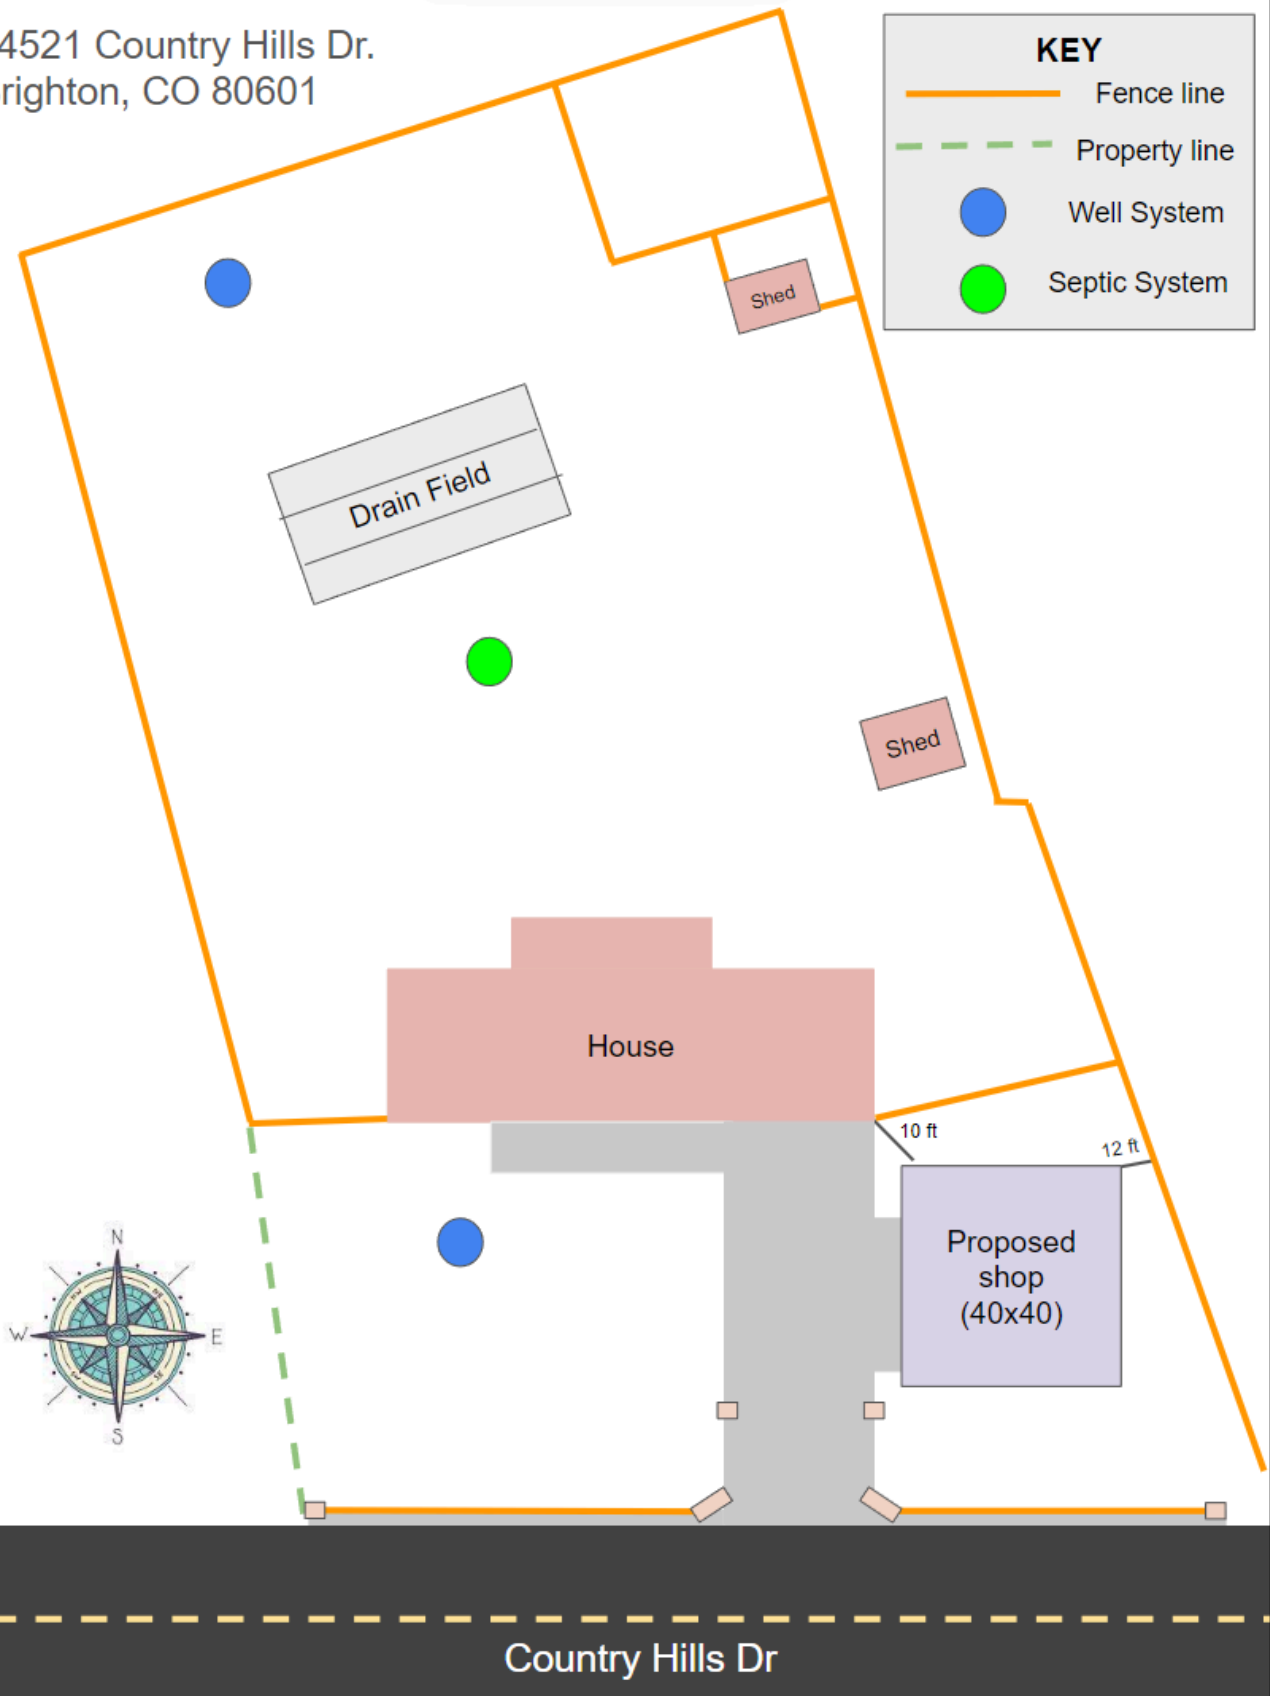 4521 Country Hills Dr.
righton, CO 80601
KEY
Fence line
Property line
Well System
Septic System
Shed
Drain Field
Shed
House
10 ft
12 ft
Proposed
shop
(40x40)
N
W
E
S
Country Hills Dr